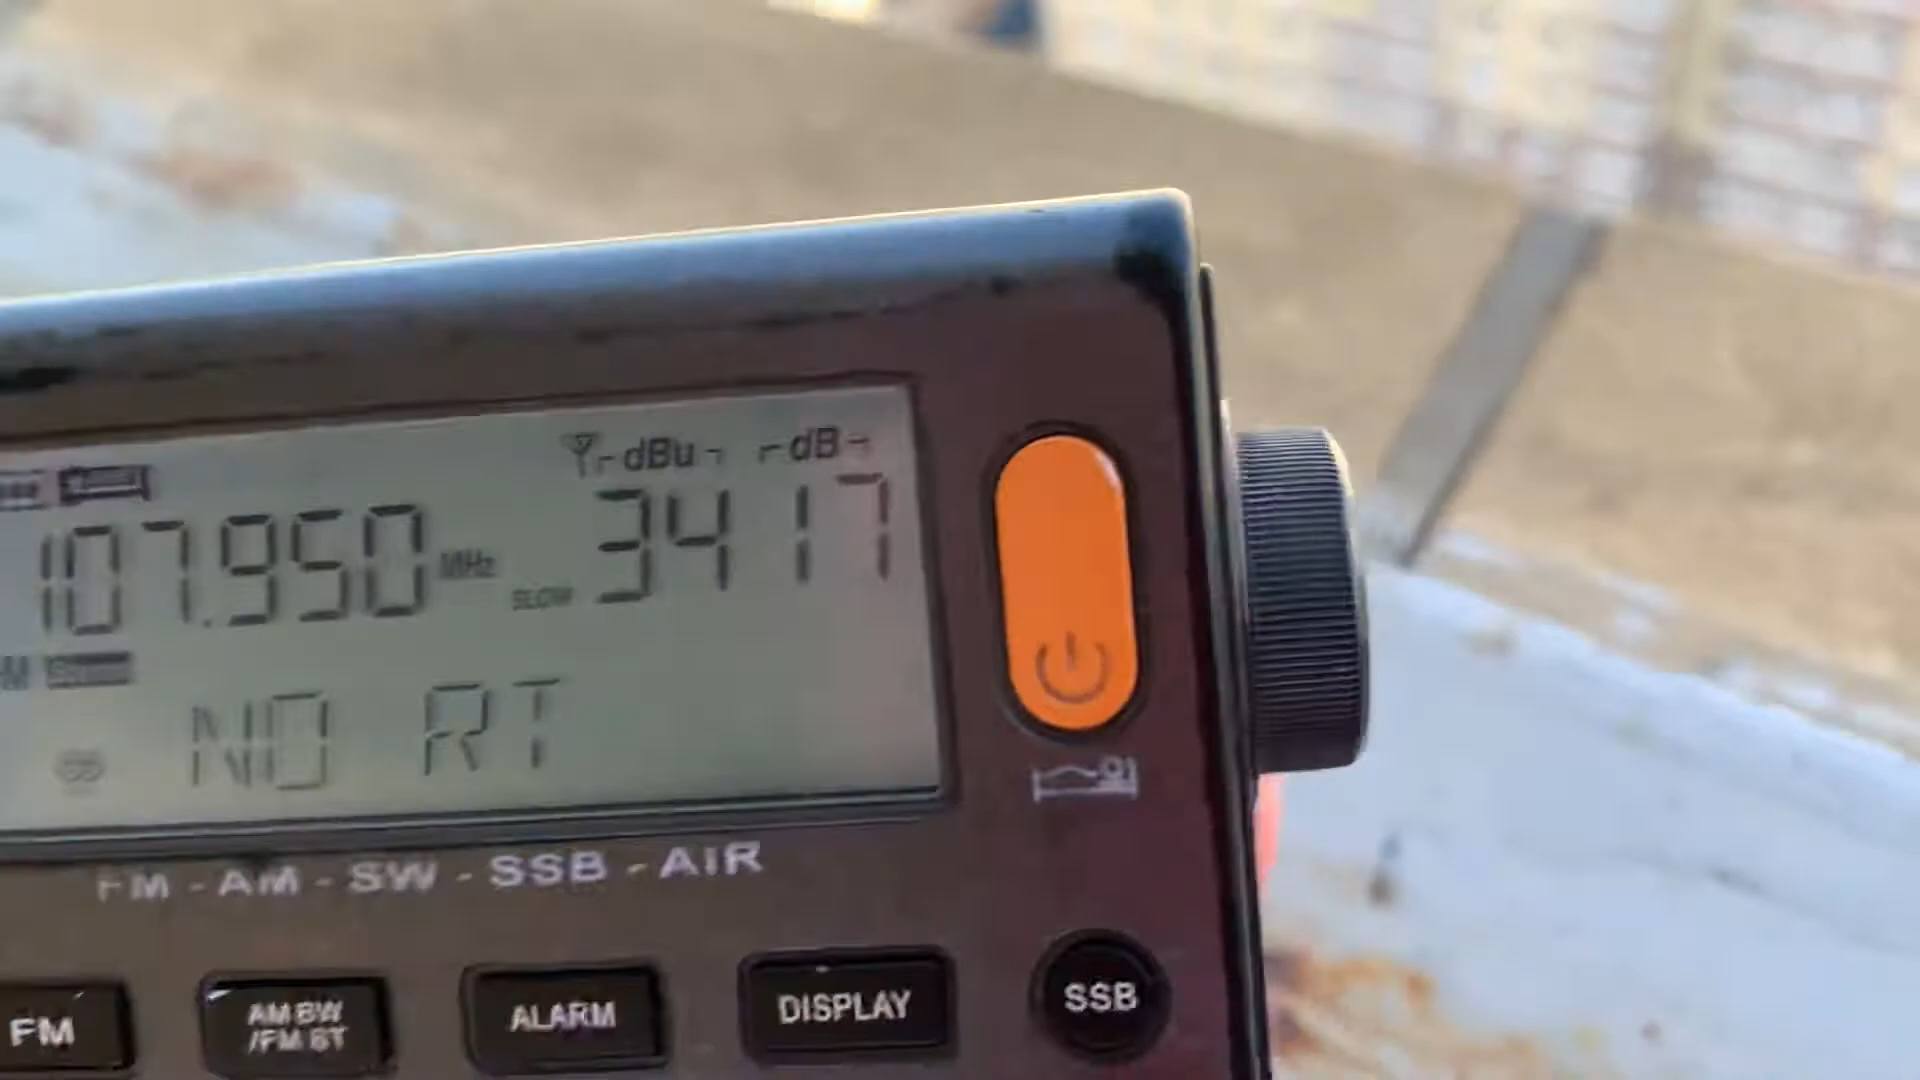 dBu dB
107.950 MHz SLOW 34 17
NO RT
FM - AM - SW - SSB - AIR
FM AM BW ALARM DISPLAY SSB
/FM ST